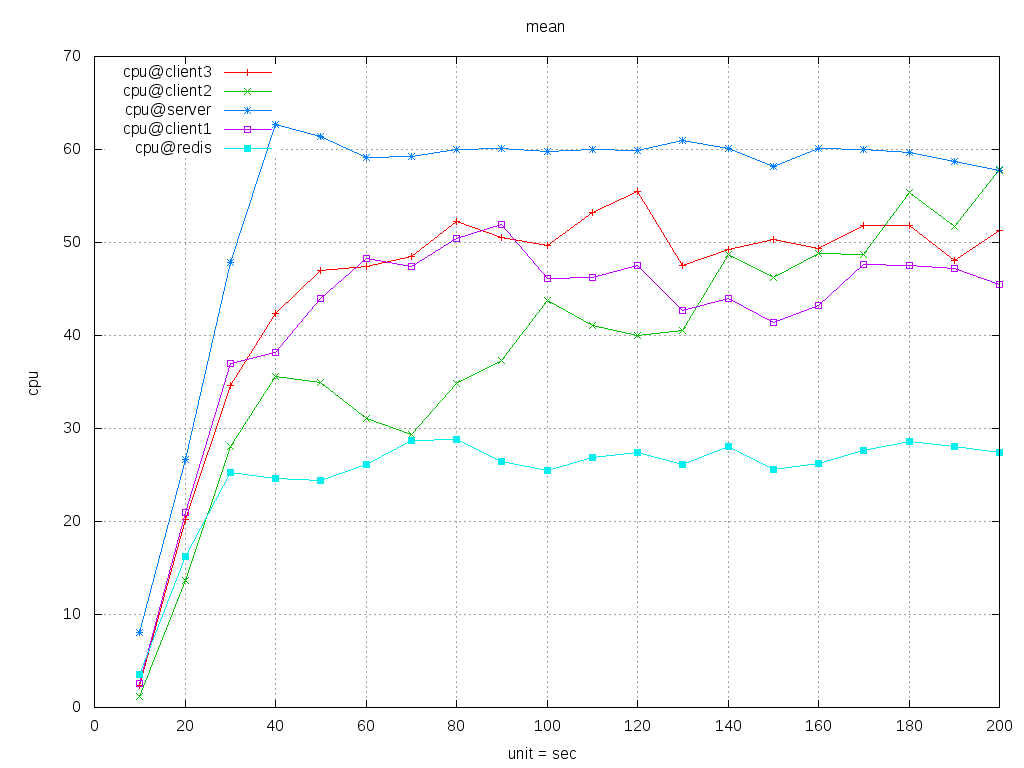 mean
70
60
50
40
30
20
10
0
cpu
cpu@client3
cpu@client2
cpu@server
cpu@client1
cpu@redis
0 20 40 60 80 100 120 140 160 180 200
unit = sec